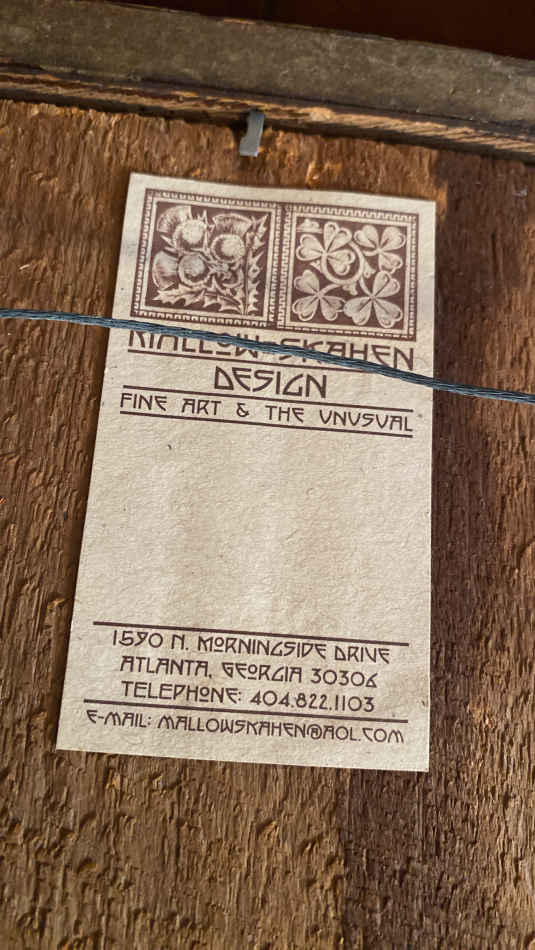 MALLOW-SKAHEN
DESIGN
FINE ART & THE UNUSUAL
1590 N. MORNINGSIDE DRIVE
ATLANTA, GEORGIA 30306
TELEPHONE: 404.822.1103
E-MAIL: MALLOWSKAHEN@AOL.COM